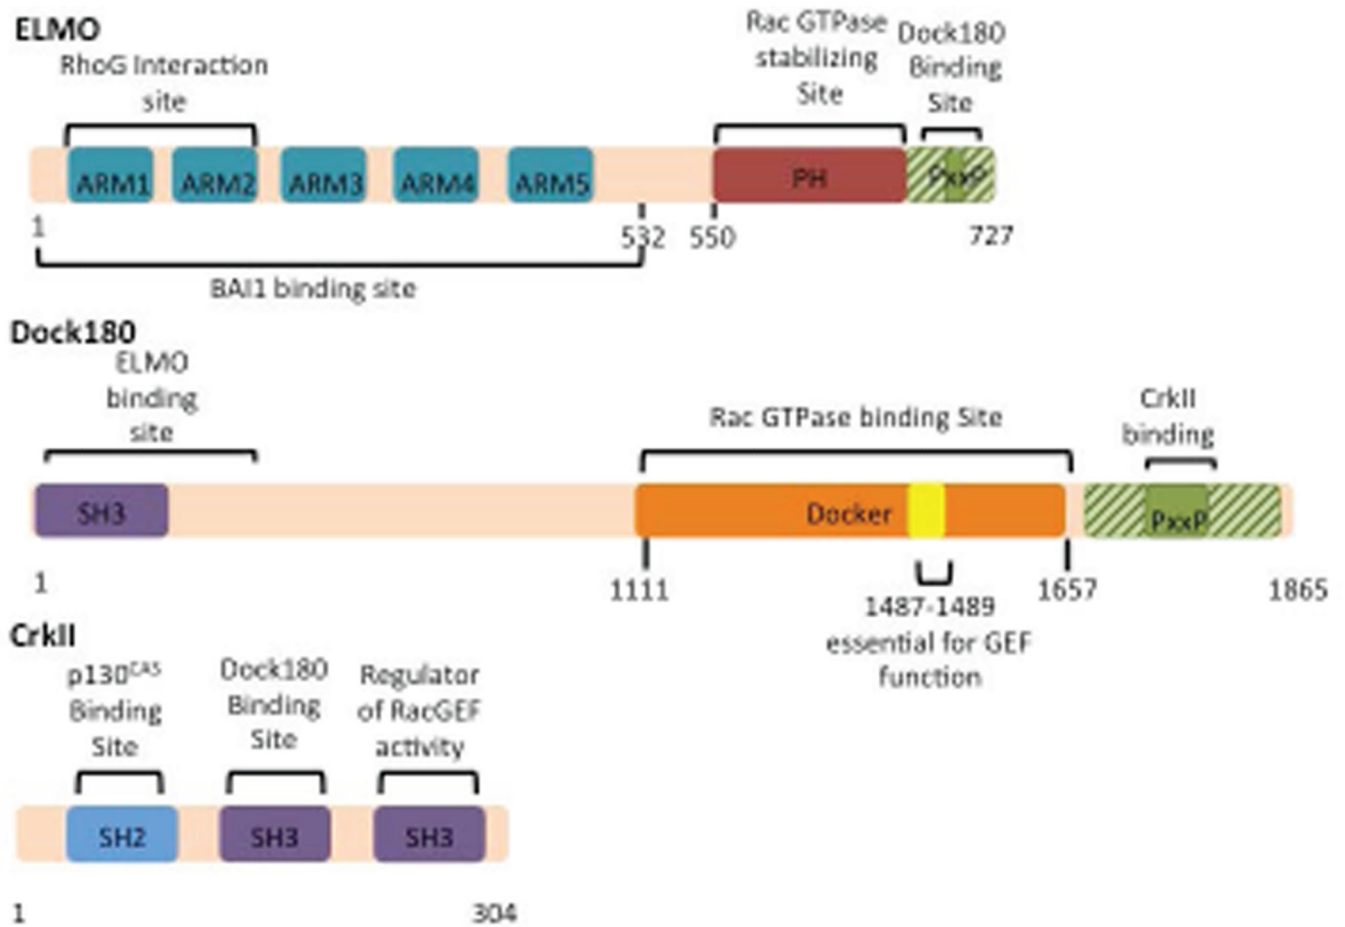 ELMO
RhoG Interaction
site
Rac GTPase
stabilizing
Site
Dock180
Binding
Site
ARM1 ARM2 ARM3 ARM4 ARM5 PH PxxP
1 532 550 727
BAI1 binding site
Dock180
ELMO
binding
site
Rac GTPase binding Site
CrkII
binding
SH3 Docker PxxP
1 1111 1657 1865
1487-1489
essential for GEF
function
CrkII
p130CAS
Binding
Site
Dock180
Binding
Site
Regulator
of RacGEF
activity
SH2 SH3 SH3
1 304